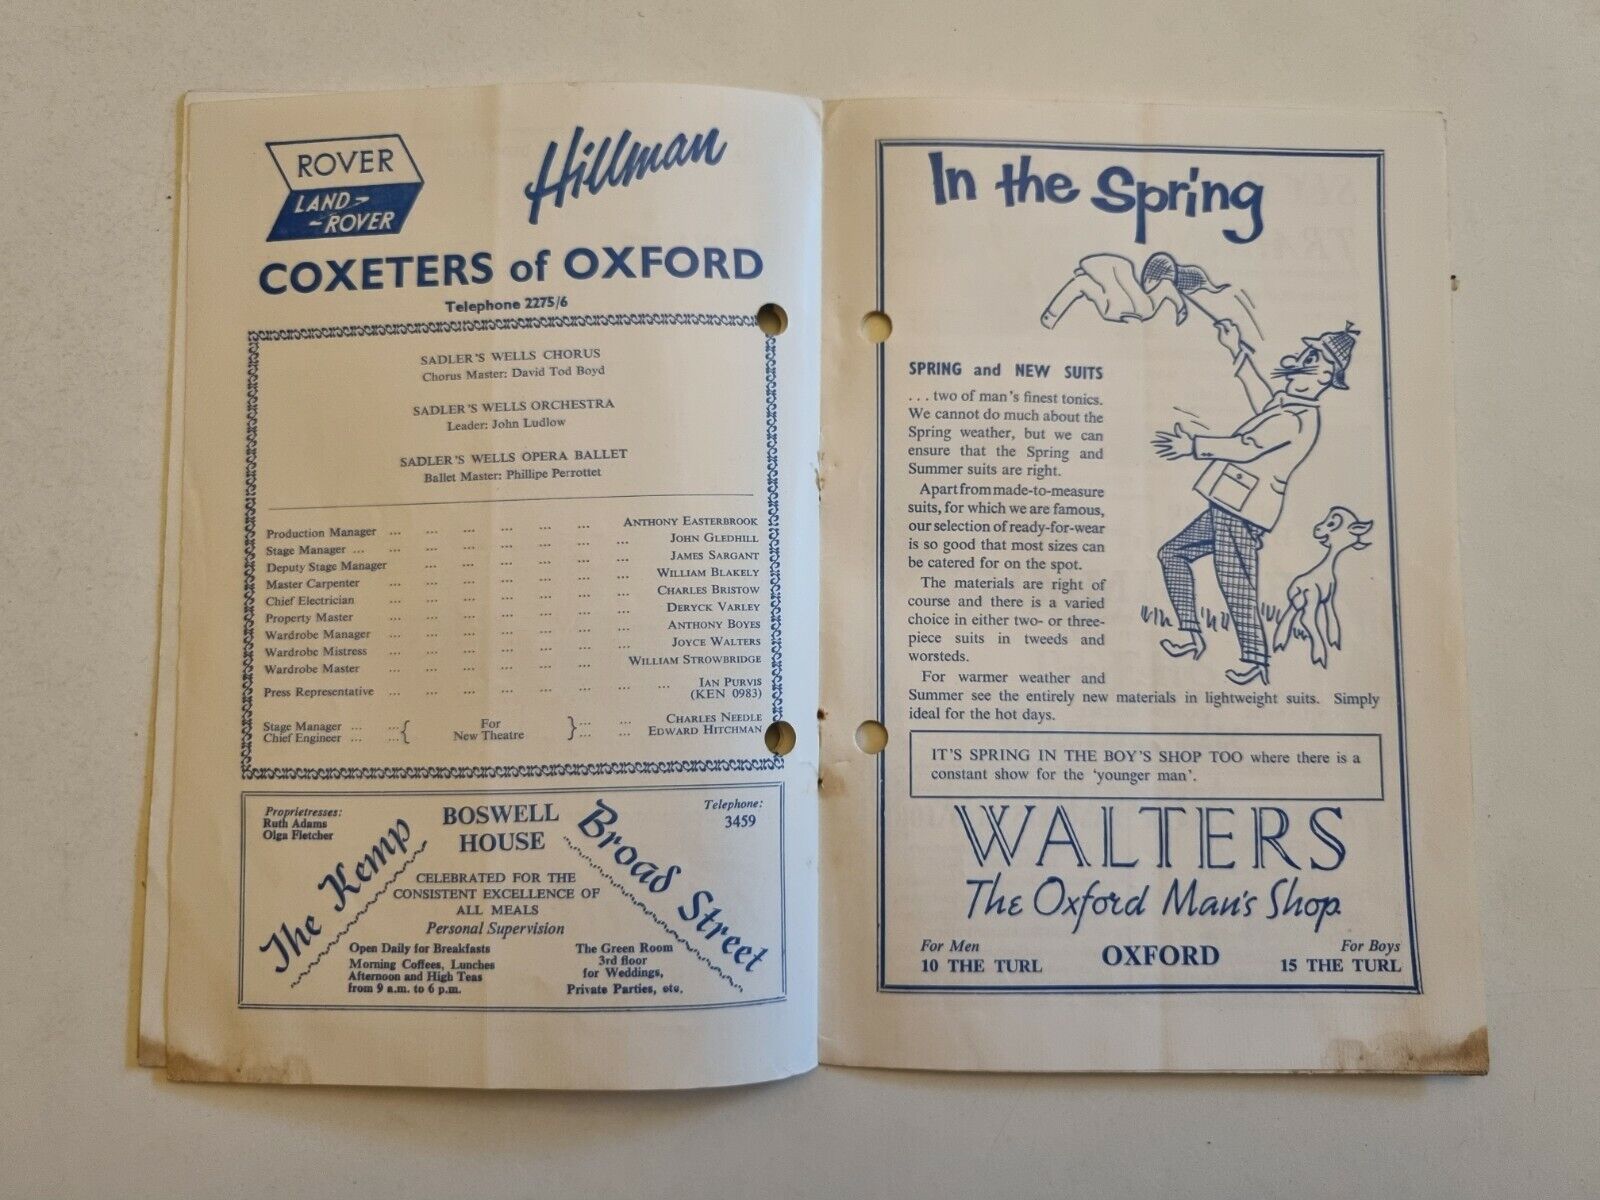 ROVER
LAND-
-ROVER
Hillman
COXETERS of OXFORD
Telephone 2275/6
SADLER'S WELLS CHORUS
Chorus Master: David Tod Boyd
SADLER'S WELLS ORCHESTRA
Leader: John Ludlow
SADLER'S WELLS OPERA BALLET
Ballet Master: Phillipe Perrottet
Production Manager ... ... ... ... ... ... ANTHONY EASTERBROOK
Stage Manager ... ... ... ... ... ... ... JOHN GLEDHILL
Deputy Stage Manager ... ... ... ... ... ... JAMES SARGANT
Master Carpenter ... ... ... ... ... ... ... WILLIAM BLAKELY
Chief Electrician ... ... ... ... ... ... ... CHARLES BRISTOW
Property Master ... ... ... ... ... ... ... DERYCK VARLEY
Wardrobe Manager ... ... ... ... ... ... ... ANTHONY BOYES
Wardrobe Mistress ... ... ... ... ... ... ... JOYCE WALTERS
Wardrobe Master ... ... ... ... ... ... WILLIAM STROWBRIDGE
Press Representative ... ... ... ... ... ... ... ... IAN PURVIS
(KEN 0983)
Stage Manager ... ...{ For }... ... CHARLES NEEDLE
Chief Engineer ... ...{ New Theatre }... ... EDWARD HITCHMAN
Proprietresses:
Ruth Adams
Olga Fletcher
The Kemp
BOSWELL
HOUSE
Broad Street
Telephone:
3459
CELEBRATED FOR THE
CONSISTENT EXCELLENCE OF
ALL MEALS
Personal Supervision
Open Daily for Breakfasts
Morning Coffees, Lunches
Afternoon and High Teas
from 9 a.m. to 6 p.m.
The Green Room
3rd floor
for Weddings,
Private Parties, etc.
In the Spring
SPRING and NEW SUITS
... two of man's finest tonics.
We cannot do much about the
Spring weather, but we can
ensure that the Spring and
Summer suits are right.
Apart from made-to-measure
suits, for which we are famous,
our selection of ready-for-wear
is so good that most sizes can
be catered for on the spot.
The materials are right of
course and there is a varied
choice in either two- or three-
piece suits in tweeds and
worsteds.
For warmer weather and
Summer see the entirely new materials in lightweight suits. Simply
ideal for the hot days.
IT'S SPRING IN THE BOY'S SHOP TOO where there is a
constant show for the 'younger man'.
WALTERS
The Oxford Man's Shop.
For Men
10 THE TURL
OXFORD
For Boys
15 THE TURL